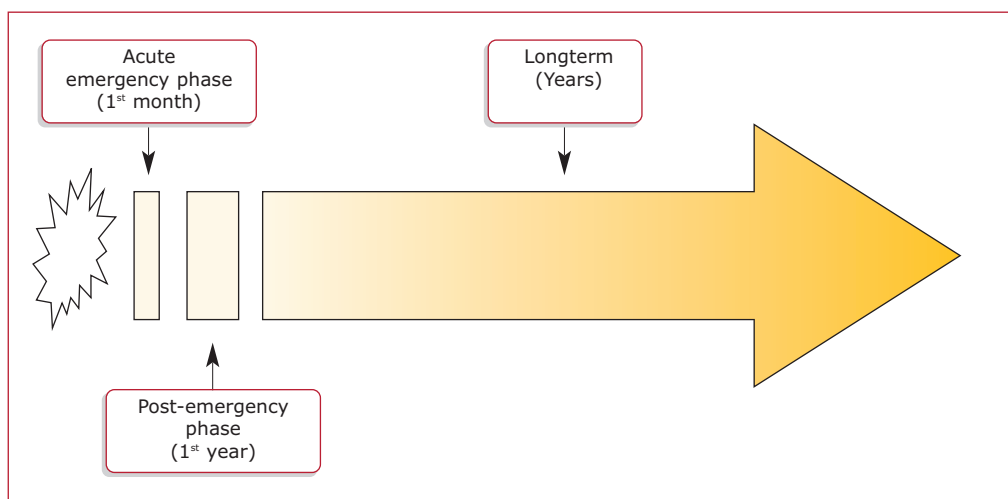 Acute
emergency phase
(1st month)
Longterm
(Years)
Post-emergency
phase
(1st year)